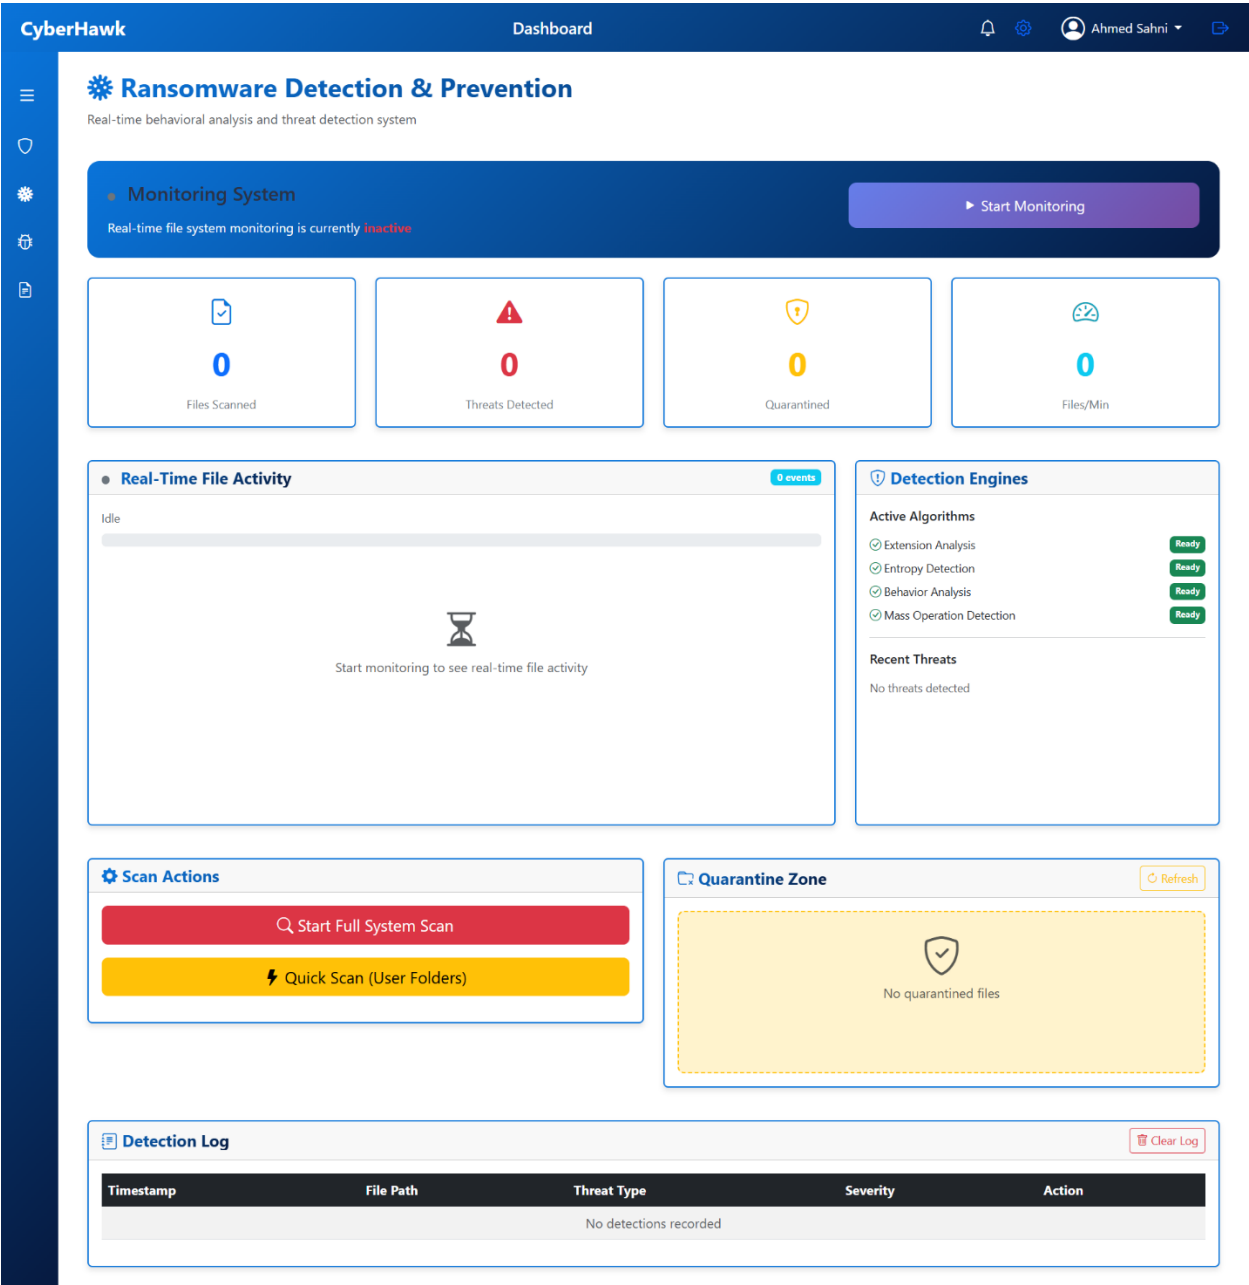 CyberHawk
Dashboard
Ahmed Sahni
Ransomware Detection & Prevention
Real-time behavioral analysis and threat detection system
Monitoring System
Real-time file system monitoring is currently inactive
Start Monitoring
0
Files Scanned
0
Threats Detected
0
Quarantined
0
Files/Min
Real-Time File Activity
0 events
Idle
Start monitoring to see real-time file activity
Detection Engines
Active Algorithms
Extension Analysis Ready
Entropy Detection Ready
Behavior Analysis Ready
Mass Operation Detection Ready
Recent Threats
No threats detected
Scan Actions
Start Full System Scan
Quick Scan (User Folders)
Quarantine Zone
Refresh
No quarantined files
Detection Log
Clear Log
Timestamp File Path Threat Type Severity Action
No detections recorded